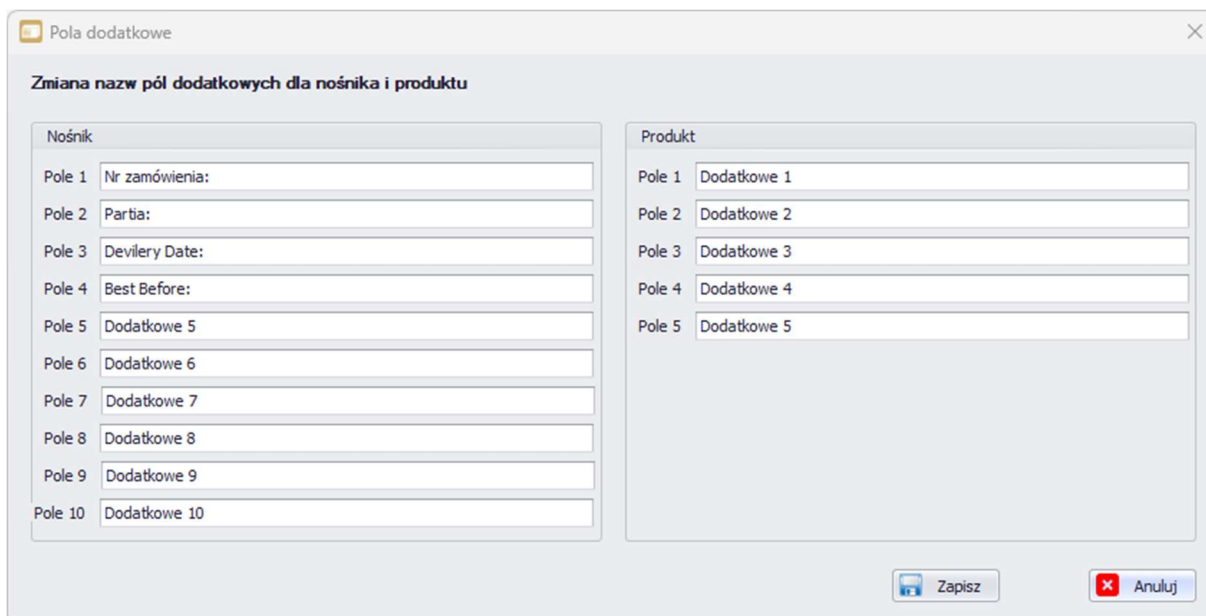 Pola dodatkowe
Zmiana nazw pól dodatkowych dla nośnika i produktu
Nośnik
Pole 1 Nr zamówienia:
Pole 2 Partia:
Pole 3 Devilery Date:
Pole 4 Best Before:
Pole 5 Dodatkowe 5
Pole 6 Dodatkowe 6
Pole 7 Dodatkowe 7
Pole 8 Dodatkowe 8
Pole 9 Dodatkowe 9
Pole 10 Dodatkowe 10
Produkt
Pole 1 Dodatkowe 1
Pole 2 Dodatkowe 2
Pole 3 Dodatkowe 3
Pole 4 Dodatkowe 4
Pole 5 Dodatkowe 5
Zapisz
Anuluj